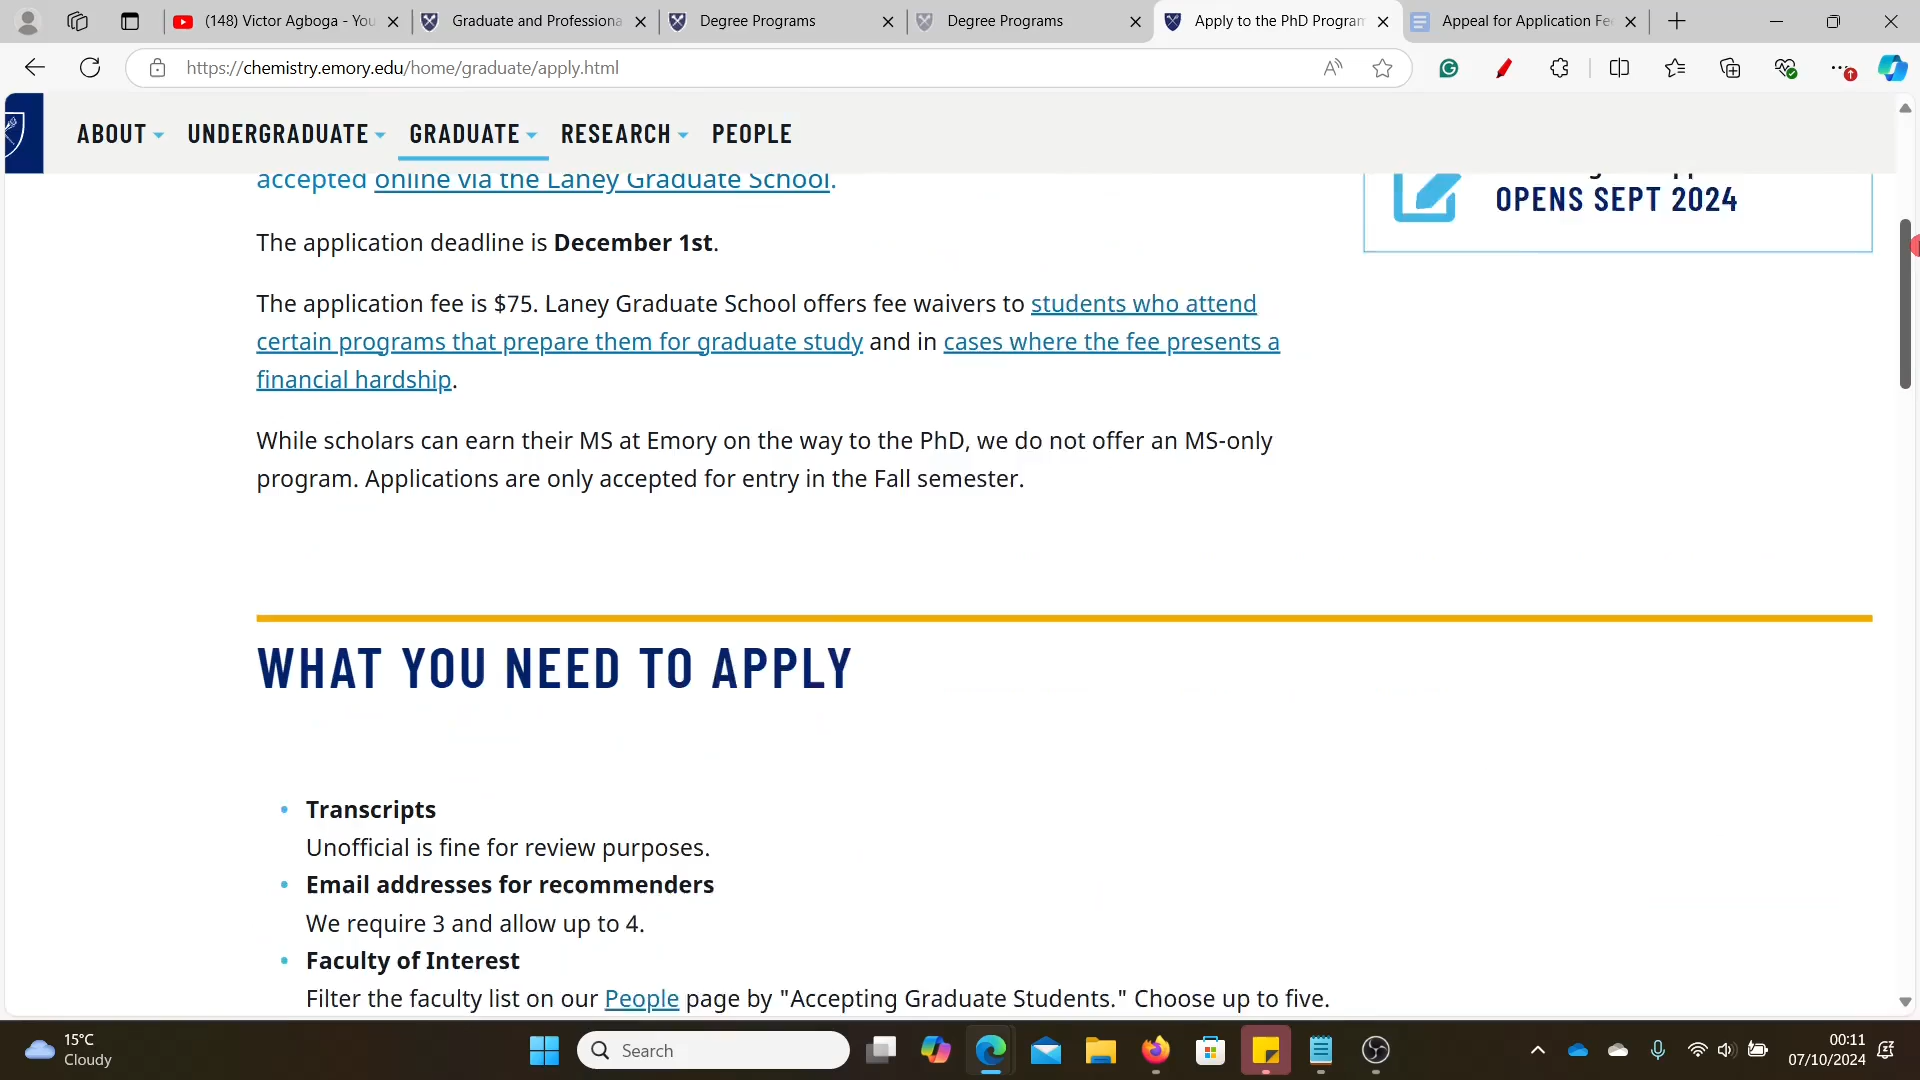 (148) Victor Agboga - You
Graduate and Professiona
Degree Programs
Degree Programs
Apply to the PhD Program
Appeal for Application Fe
https://chemistry.emory.edu/home/graduate/apply.html
ABOUT UNDERGRADUATE GRADUATE RESEARCH PEOPLE
accepted online via the Laney Graduate School.
OPENS SEPT 2024
The application deadline is December 1st.
The application fee is $75. Laney Graduate School offers fee waivers to students who attend
certain programs that prepare them for graduate study and in cases where the fee presents a
financial hardship.
While scholars can earn their MS at Emory on the way to the PhD, we do not offer an MS-only
program. Applications are only accepted for entry in the Fall semester.
WHAT YOU NEED TO APPLY
• Transcripts
Unofficial is fine for review purposes.
• Email addresses for recommenders
We require 3 and allow up to 4.
• Faculty of Interest
Filter the faculty list on our People page by "Accepting Graduate Students." Choose up to five.
15°C
Cloudy
Search
00:11
07/10/2024